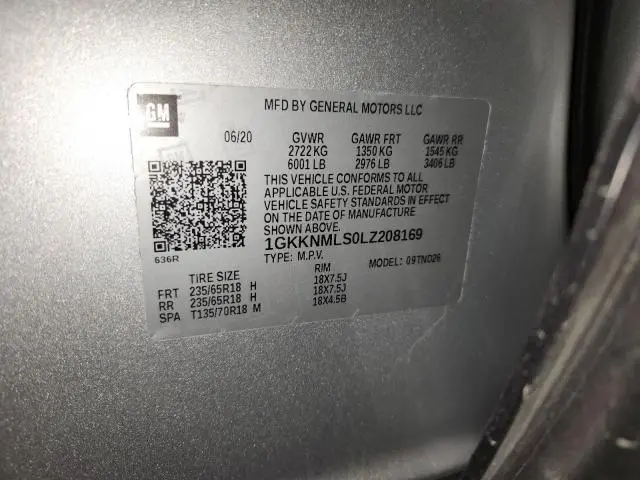 GM
MFD BY GENERAL MOTORS LLC
06/20 GVWR GAWR FRT GAWR RR
2722 KG 1350 KG 1545 KG
6001 LB 2976 LB 3406 LB
THIS VEHICLE CONFORMS TO ALL
APPLICABLE U.S. FEDERAL MOTOR
VEHICLE SAFETY STANDARDS IN EFFECT
ON THE DATE OF MANUFACTURE
SHOWN ABOVE.
1GKKNMLS0LZ208169
636R TYPE: M.P.V. MODEL: 09TND26
TIRE SIZE RIM
FRT 235/65R18 H 18X7.5J
RR 235/65R18 H 18X7.5J
SPA T135/70R18 M 18X4.5B